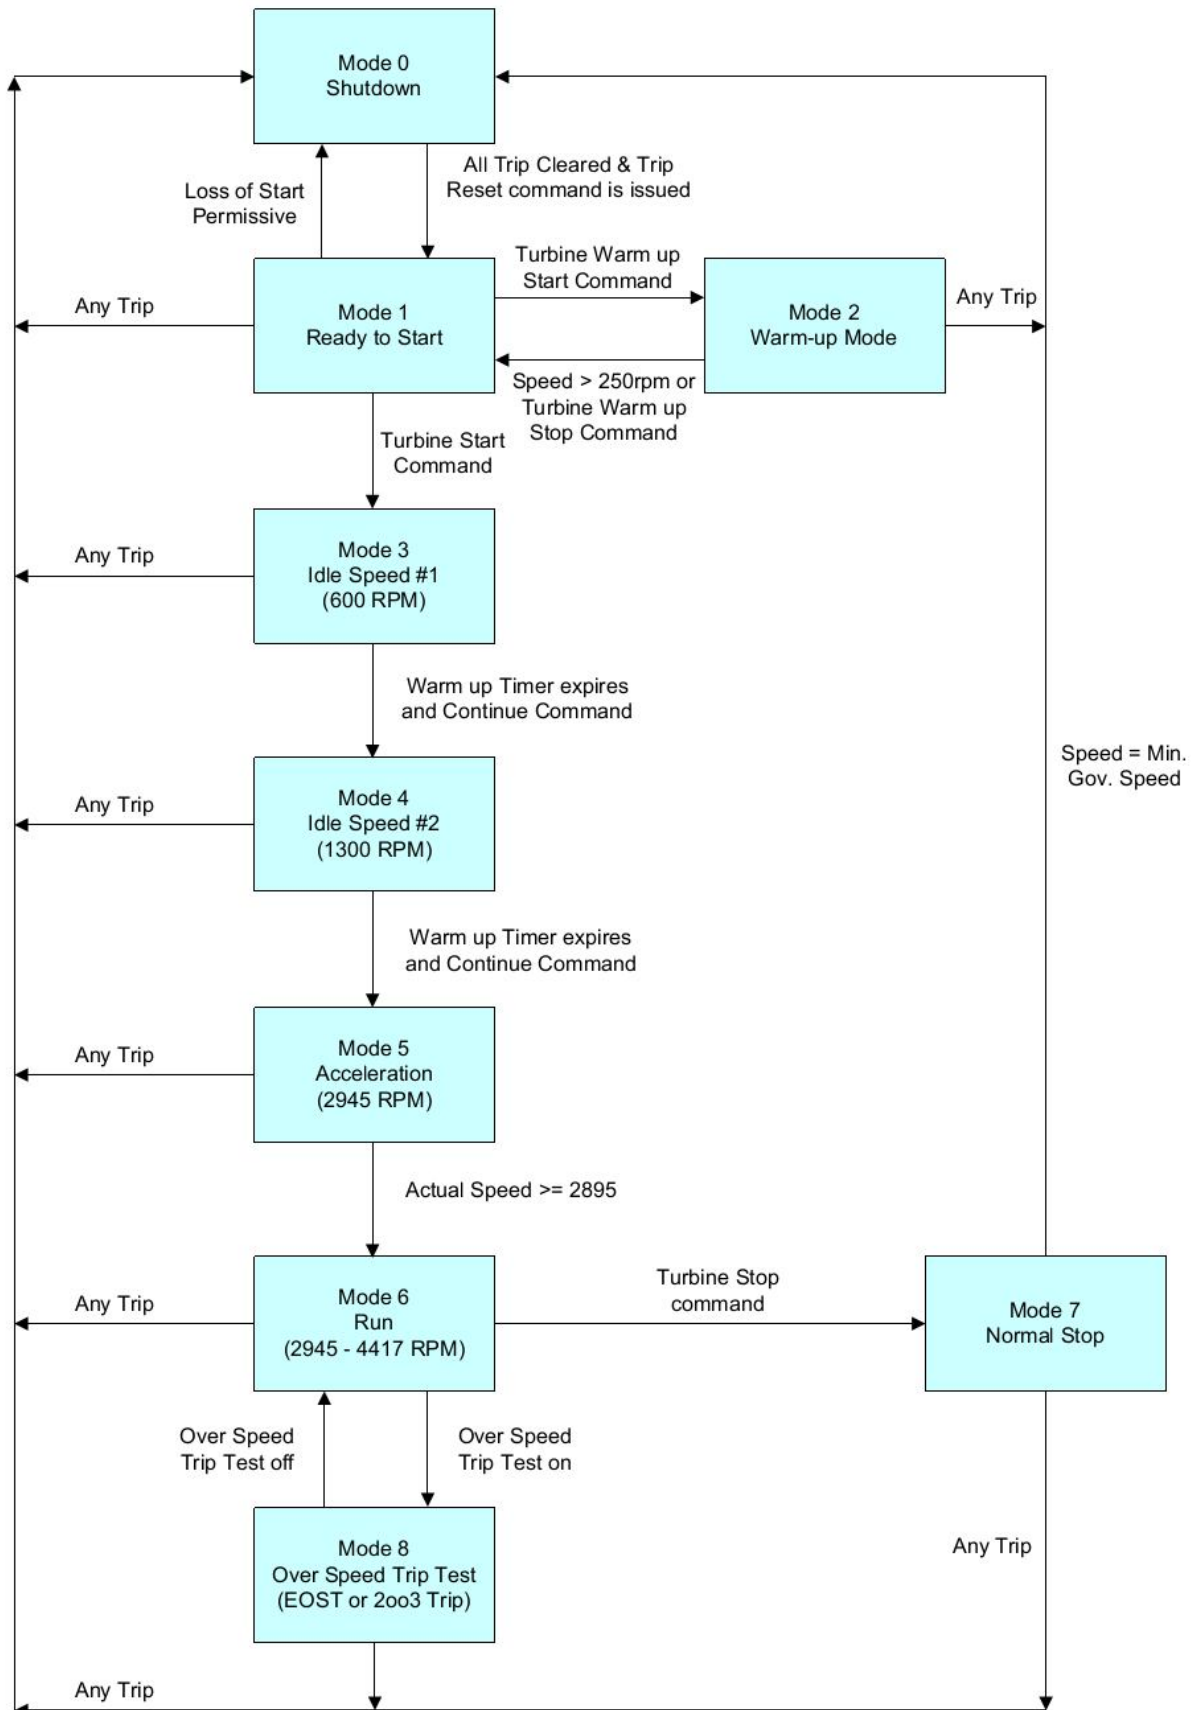 Mode 0
Shutdown
All Trip Cleared & Trip
Reset command is issued
Loss of Start
Permissive
Turbine Warm up
Start Command
Any Trip
Mode 1
Ready to Start
Mode 2
Warm-up Mode
Any Trip
Speed > 250rpm or
Turbine Warm up
Stop Command
Turbine Start
Command
Any Trip
Mode 3
Idle Speed #1
(600 RPM)
Warm up Timer expires
and Continue Command
Speed = Min.
Gov. Speed
Any Trip
Mode 4
Idle Speed #2
(1300 RPM)
Warm up Timer expires
and Continue Command
Any Trip
Mode 5
Acceleration
(2945 RPM)
Actual Speed >= 2895
Any Trip
Mode 6
Run
(2945 - 4417 RPM)
Turbine Stop
command
Mode 7
Normal Stop
Over Speed
Trip Test off
Over Speed
Trip Test on
Mode 8
Over Speed Trip Test
(EOST or 2oo3 Trip)
Any Trip
Any Trip